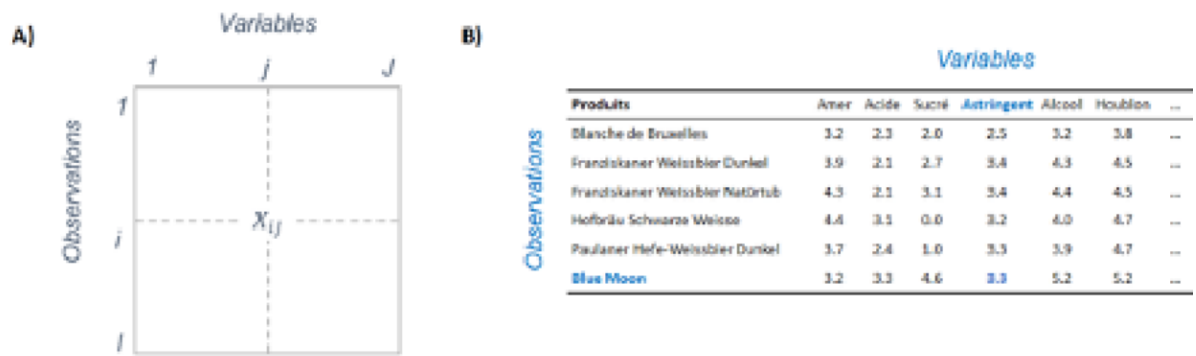 A)
Variables
1 j J
1
Observations
i
X_ij
I
B)
Variables
Observations
Produits Amer Acide Sucré Astringent Alcool Houblon ...
Blanche de Bruxelles 3.2 2.3 2.0 2.5 3.2 3.8 ...
Franziskaner Weissbier Dunkel 3.9 2.1 2.7 3.4 4.3 4.5 ...
Franziskaner Weissbier Natürtub 4.3 2.1 3.1 3.4 4.4 4.5 ...
Hofbräu Schwarze Weisse 4.4 3.1 0.0 3.2 4.0 4.7 ...
Paulaner Hefe-Weissbier Dunkel 3.7 2.4 1.0 3.3 3.9 4.7 ...
Blue Moon 3.2 3.3 4.6 3.3 5.2 5.2 ...